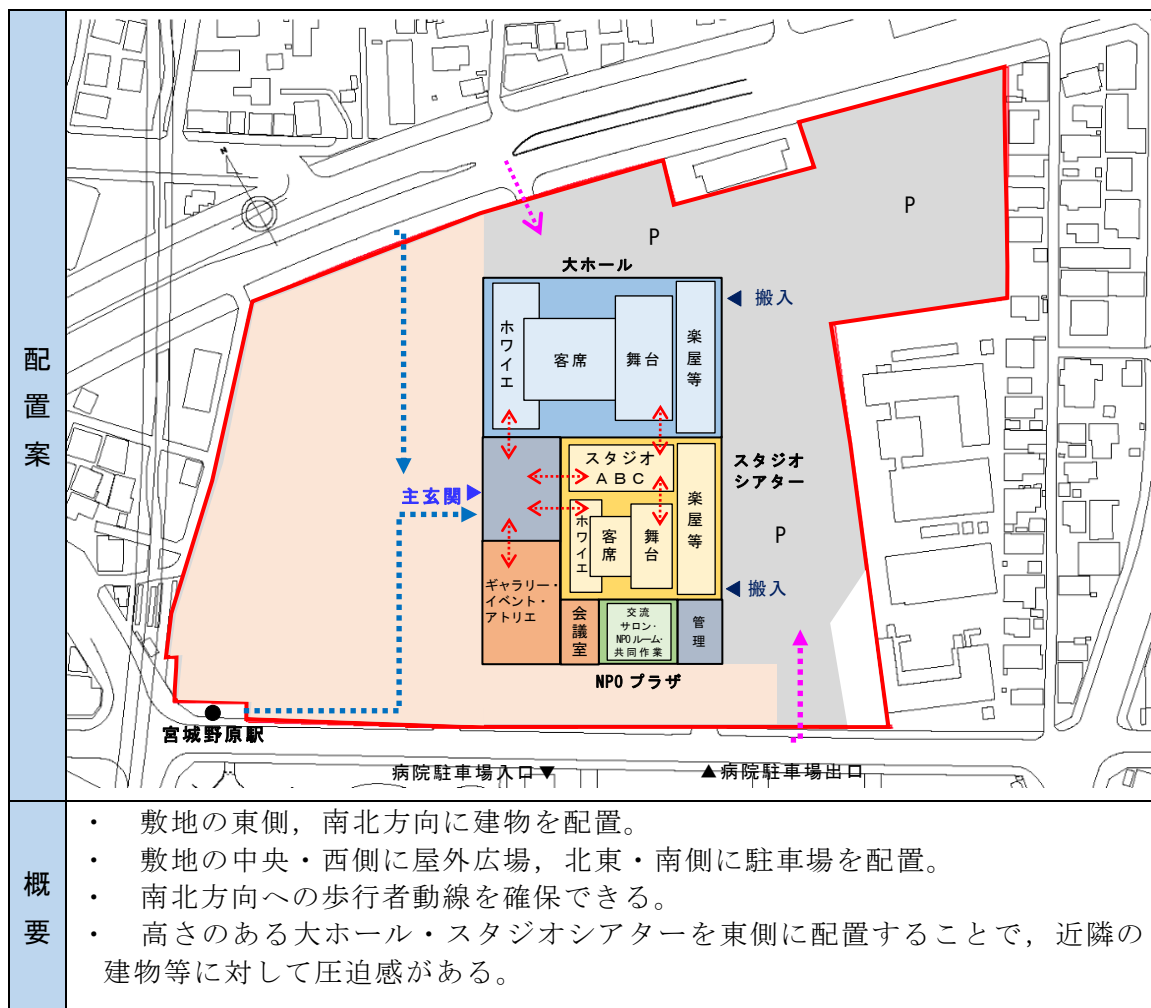 配置案
N
P
P
大ホール
◀ 搬入
ホワイエ
客席
舞台
楽屋等
スタジオ
ABC
スタジオ
シアター
主玄関▶
ホワイエ
客席
舞台
楽屋等
P
◀ 搬入
ギャラリー・
イベント・
アトリエ
会議室
交流
サロン・
NPOルーム・
共同作業
管理
NPO プラザ
宮城野原駅
病院駐車場入口▼
▲病院駐車場出口
概要
・ 敷地の東側，南北方向に建物を配置。
・ 敷地の中央・西側に屋外広場，北東・南側に駐車場を配置。
・ 南北方向への歩行者動線を確保できる。
・ 高さのある大ホール・スタジオシアターを東側に配置することで，近隣の
建物等に対して圧迫感がある。